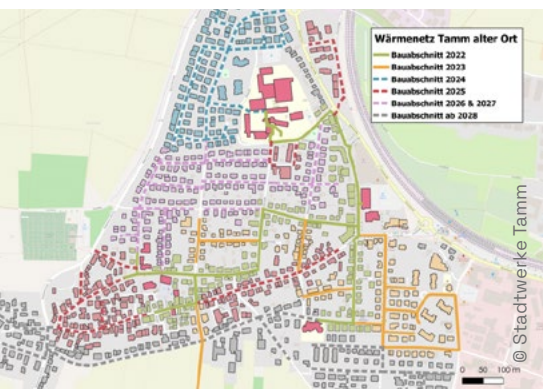 Wärmenetz Tamm alter Ort
Bauabschnitt 2022
Bauabschnitt 2023
Bauabschnitt 2024
Bauabschnitt 2025
Bauabschnitt 2026 & 2027
Bauabschnitt ab 2028
© Stadtwerke Tamm
0 50 100 m